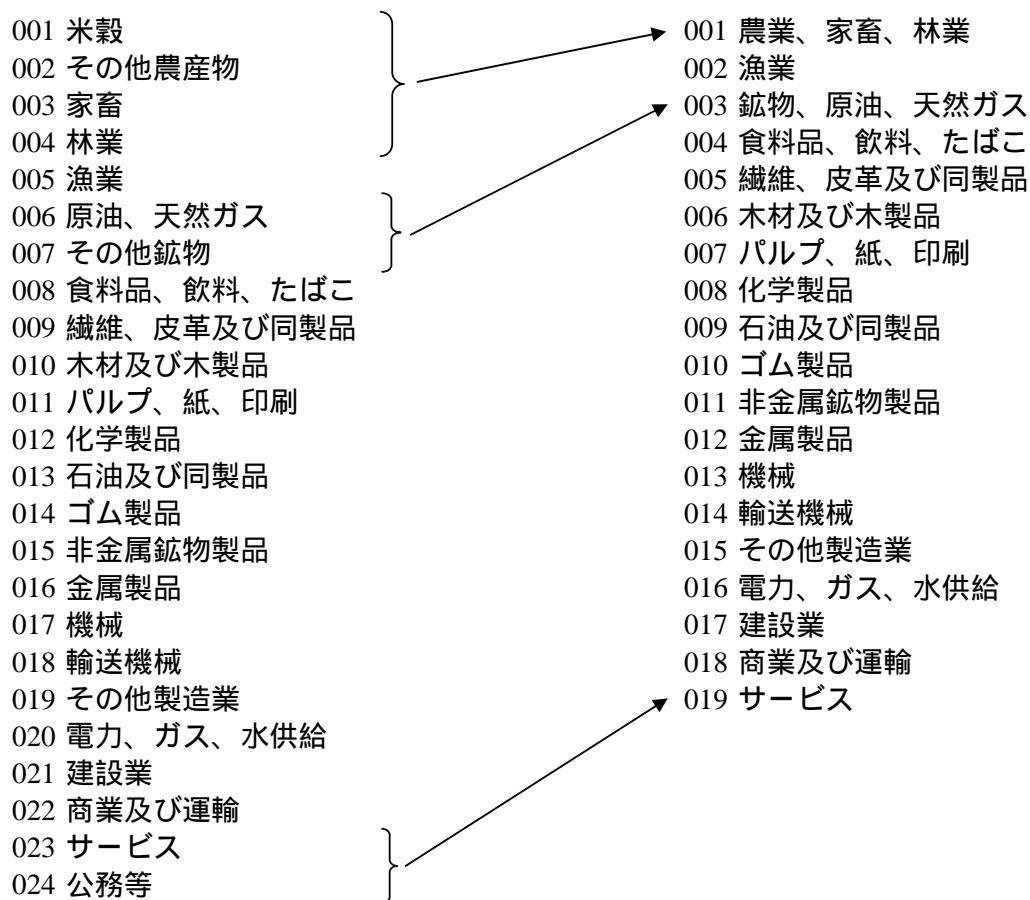 001 米穀
002 その他農産物
003 家畜
004 林業
005 漁業
006 原油、天然ガス
007 その他鉱物
008 食料品、飲料、たばこ
009 繊維、皮革及び同製品
010 木材及び木製品
011 パルプ、紙、印刷
012 化学製品
013 石油及び同製品
014 ゴム製品
015 非金属鉱物製品
016 金属製品
017 機械
018 輸送機械
019 その他製造業
020 電力、ガス、水供給
021 建設業
022 商業及び運輸
023 サービス
024 公務等
001 農業、家畜、林業
002 漁業
003 鉱物、原油、天然ガス
004 食料品、飲料、たばこ
005 繊維、皮革及び同製品
006 木材及び木製品
007 パルプ、紙、印刷
008 化学製品
009 石油及び同製品
010 ゴム製品
011 非金属鉱物製品
012 金属製品
013 機械
014 輸送機械
015 その他製造業
016 電力、ガス、水供給
017 建設業
018 商業及び運輸
019 サービス